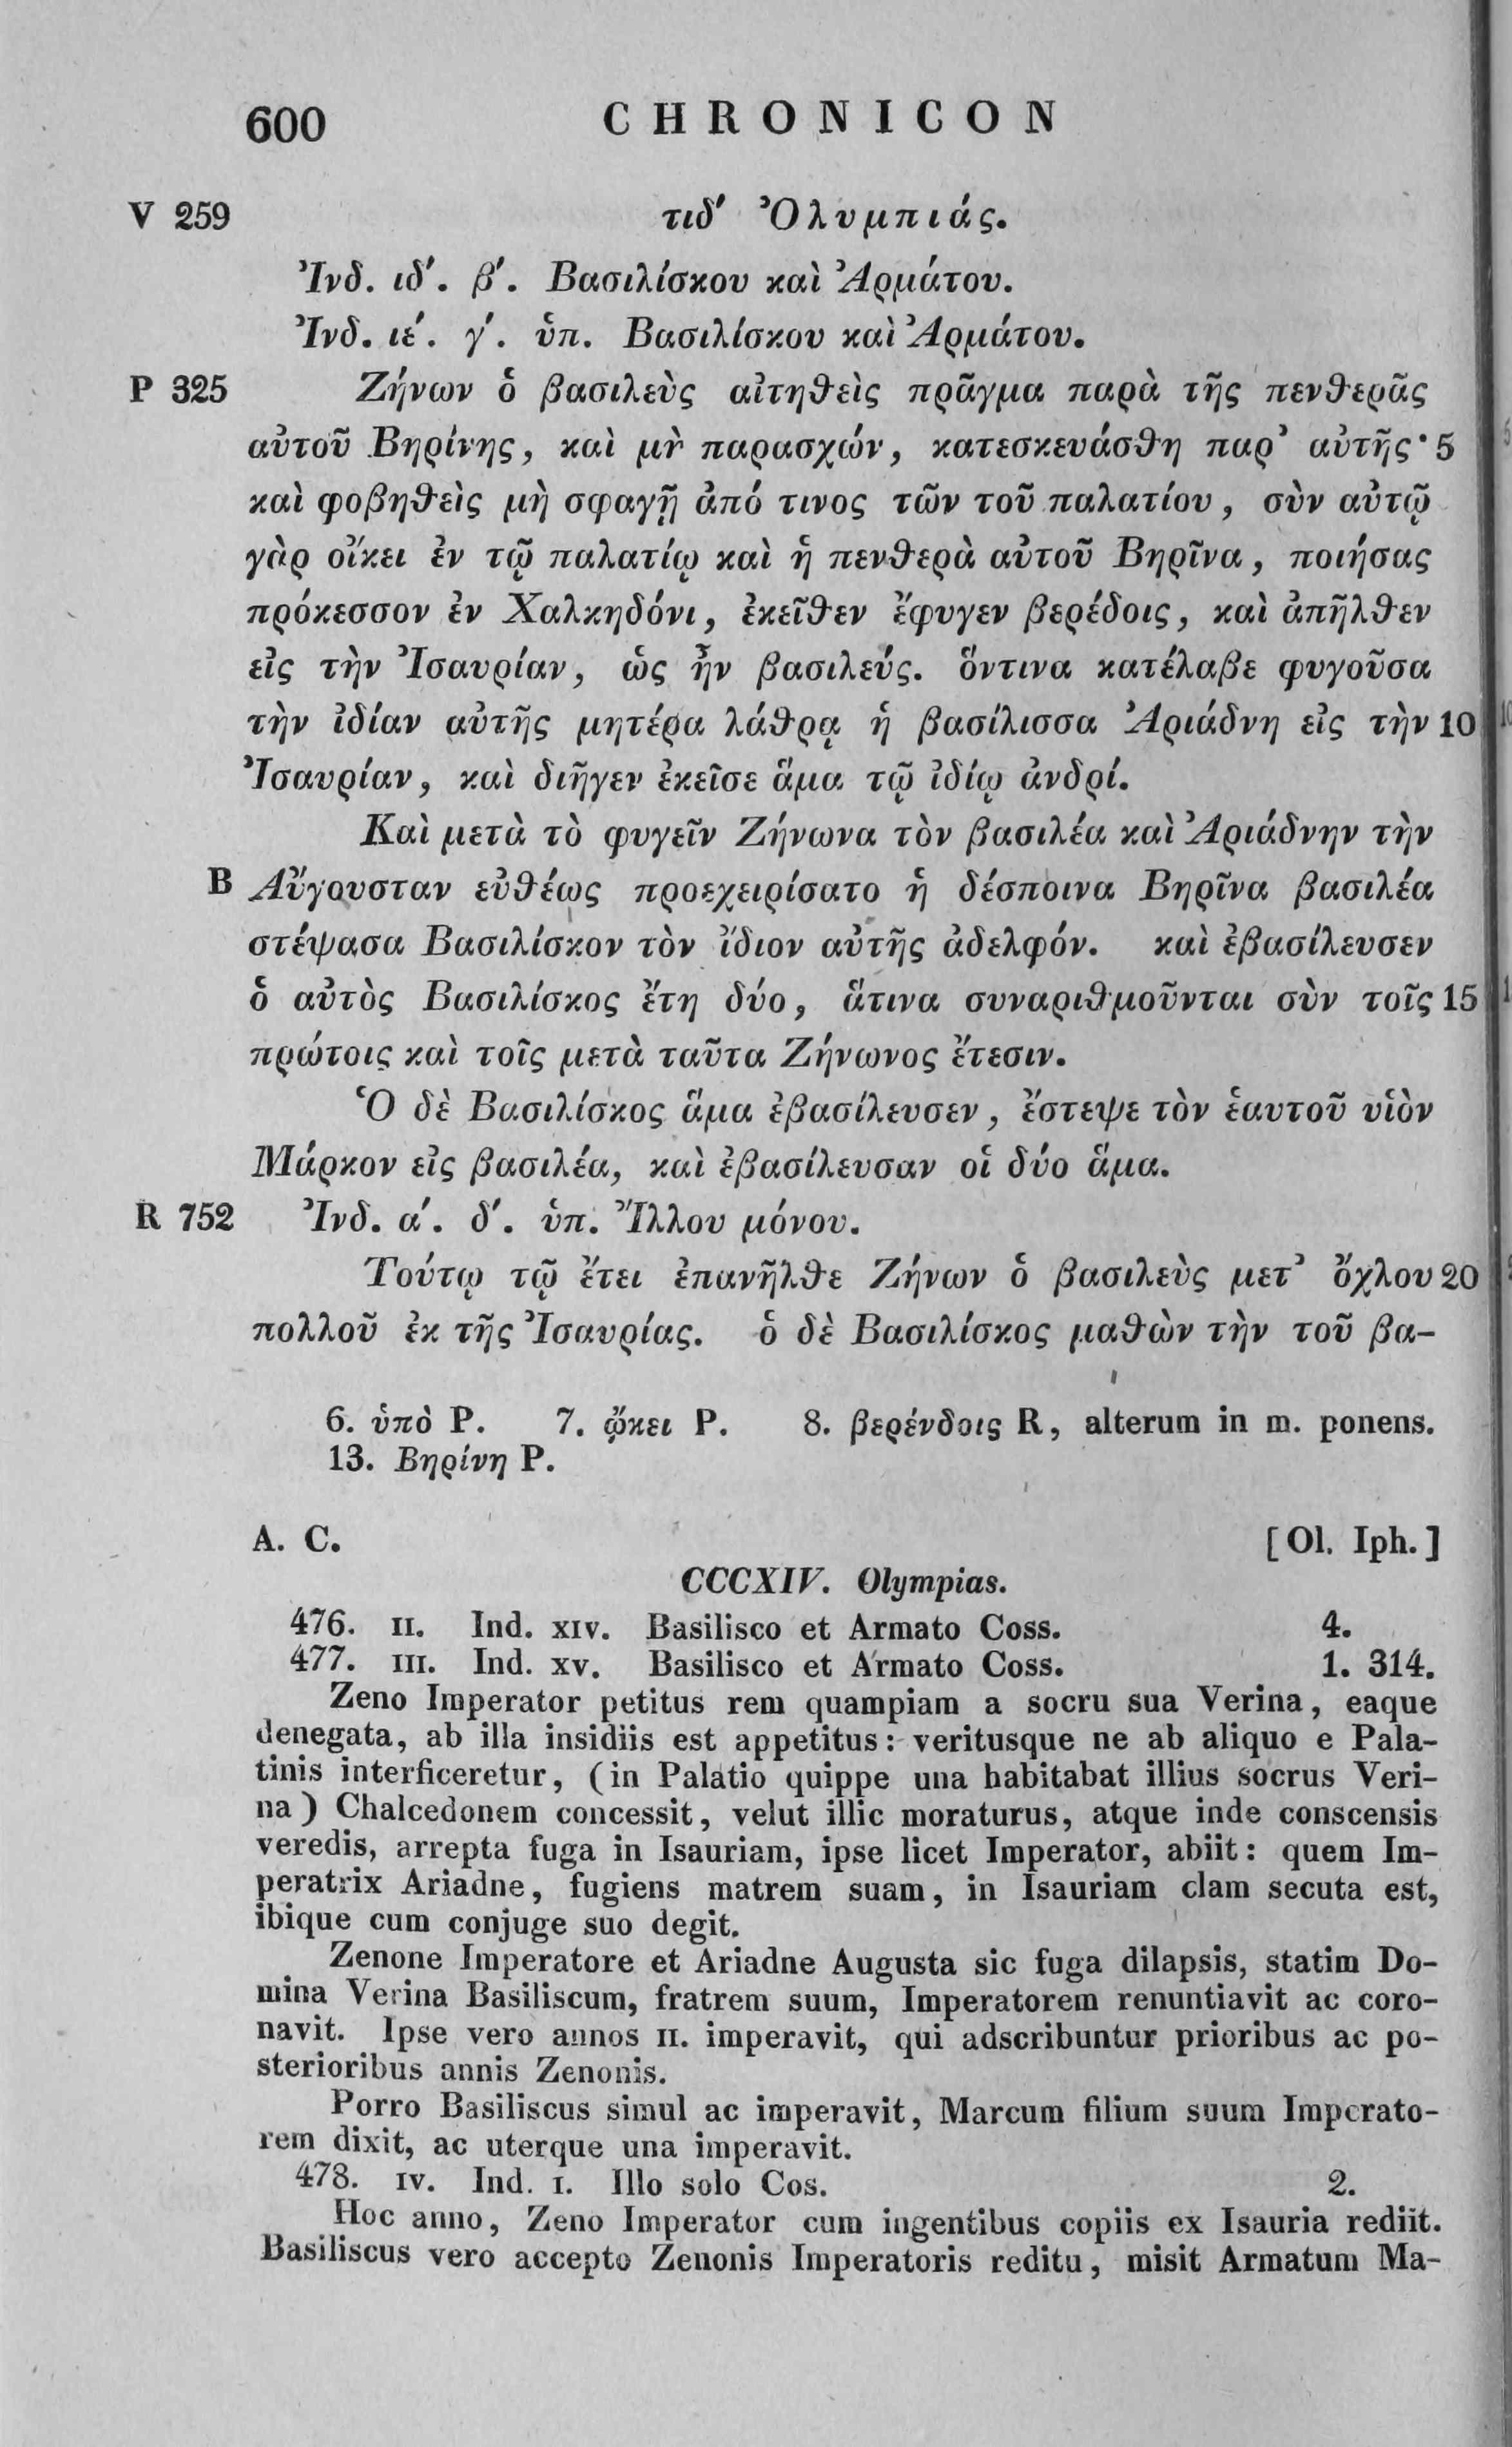 600 CHRONICON
V 259 τιδʹ Ὀλυμπιάς.
Ἰνδ. ιδʹ. βʹ. Βασιλίσκου καὶ Ἀρμάτου.
Ἰνδ. ιέ. γʹ. ὑπ. Βασιλίσκου καὶ Ἀρμάτου.
P 325 Ζήνων ὁ βασιλεὺς αἰτηθεὶς πρᾶγμα παρὰ τῆς πενθερᾶς
αὐτοῦ Βηρίνης, καὶ μὴ παρασχών, κατεσκευάσθη παρ᾽ αὐτῆς· 5
καὶ φοβηθεὶς μὴ σφαγῇ ἀπό τινος τῶν τοῦ παλατίου, σὺν αὐτῷ
γὰρ οἴκει ἐν τῷ παλατίῳ καὶ ἡ πενθερὰ αὐτοῦ Βηρῖνα, ποιήσας
πρόκεσσον ἐν Χαλκηδόνι, ἐκεῖθεν ἔφυγεν βερέδοις, καὶ ἀπῆλθεν
εἰς τὴν Ἰσαυρίαν, ὡς ἦν βασιλεύς. ὅντινα κατέλαβε φυγοῦσα
τὴν ἰδίαν αὐτῆς μητέρα λάθρᾳ ἡ βασίλισσα Ἀριάδνη εἰς τὴν 10
Ἰσαυρίαν, καὶ διῆγεν ἐκεῖσε ἅμα τῷ ἰδίῳ ἀνδρί.
Καὶ μετὰ τὸ φυγεῖν Ζήνωνα τὸν βασιλέα καὶ Ἀριάδνην τὴν
B Αὔγουσταν εὐθέως προεχειρίσατο ἡ δέσποινα Βηρῖνα βασιλέα
στέψασα Βασιλίσκον τὸν ἴδιον αὐτῆς ἀδελφόν. καὶ ἐβασίλευσεν
ὁ αὐτὸς Βασιλίσκος ἔτη δύο, ἅτινα συναριθμοῦνται σὺν τοῖς 15
πρώτοις καὶ τοῖς μετὰ ταῦτα Ζήνωνος ἔτεσιν.
Ὁ δὲ Βασιλίσκος ἅμα ἐβασίλευσεν, ἔστεψε τὸν ἑαυτοῦ υἱὸν
Μάρκον εἰς βασιλέα, καὶ ἐβασίλευσαν οἱ δύο ἅμα.
R 752 Ἰνδ. αʹ. δʹ. ὑπ. Ἴλλου μόνου.
Τούτῳ τῷ ἔτει ἐπανῆλθε Ζήνων ὁ βασιλεὺς μετ᾽ ὄχλου 20
πολλοῦ ἐκ τῆς Ἰσαυρίας. ὁ δὲ Βασιλίσκος μαθὼν τὴν τοῦ βα-
6. ὑπὸ P. 7. ᾤκει P. 8. βερένδοις R, alterum in m. ponens.
13. Βηρίνη P.
A. C. [Ol. Iph.]
CCCXIV. Olympias.
476. II. Ind. XIV. Basilisco et Armato Coss. 4.
477. III. Ind. XV. Basilisco et Armato Coss. 1. 314.
Zeno Imperator petitus rem quampiam a socru sua Verina, eaque
denegata, ab illa insidiis est appetitus: veritusque ne ab aliquo e Pala-
tinis interficeretur, (in Palatio quippe una habitabat illius socrus Veri-
na) Chalcedonem concessit, velut illic moraturus, atque inde conscensis
veredis, arrepta fuga in Isauriam, ipse licet Imperator, abiit: quem Im-
peratrix Ariadne, fugiens matrem suam, in Isauriam clam secuta est,
ibique cum conjuge suo degit.
Zenone Imperatore et Ariadne Augusta sic fuga dilapsis, statim Do-
mina Verina Basiliscum, fratrem suum, Imperatorem renuntiavit ac coro-
navit. Ipse vero annos II. imperavit, qui adscribuntur prioribus ac po-
sterioribus annis Zenonis.
Porro Basiliscus simul ac imperavit, Marcum filium suum Imperato-
rem dixit, ac uterque una imperavit.
478. IV. Ind. I. Illo solo Cos. 2.
Hoc anno, Zeno Imperator cum ingentibus copiis ex Isauria rediit.
Basiliscus vero accepto Zenonis Imperatoris reditu, misit Armatum Ma-